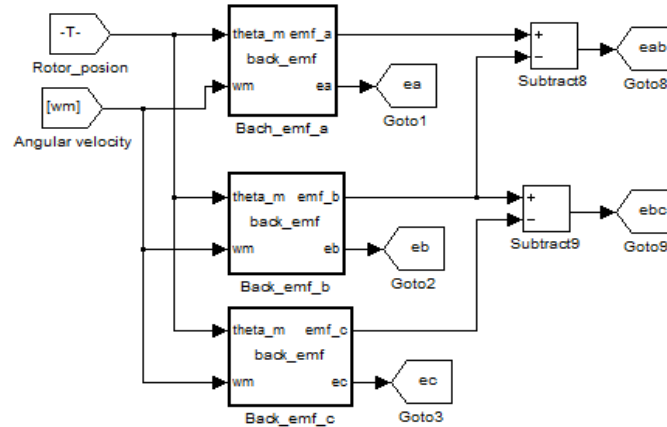 -T-
Rotor_posion
[wm]
Angular velocity
theta_m emf_a
back_emf
wm ea
Bach_emf_a
ea
Goto1
+
−
Subtract8
eab
Goto8
theta_m emf_b
back_emf
wm eb
Back_emf_b
eb
Goto2
+
−
Subtract9
ebc
Goto9
theta_m emf_c
back_emf
wm ec
Back_emf_c
ec
Goto3